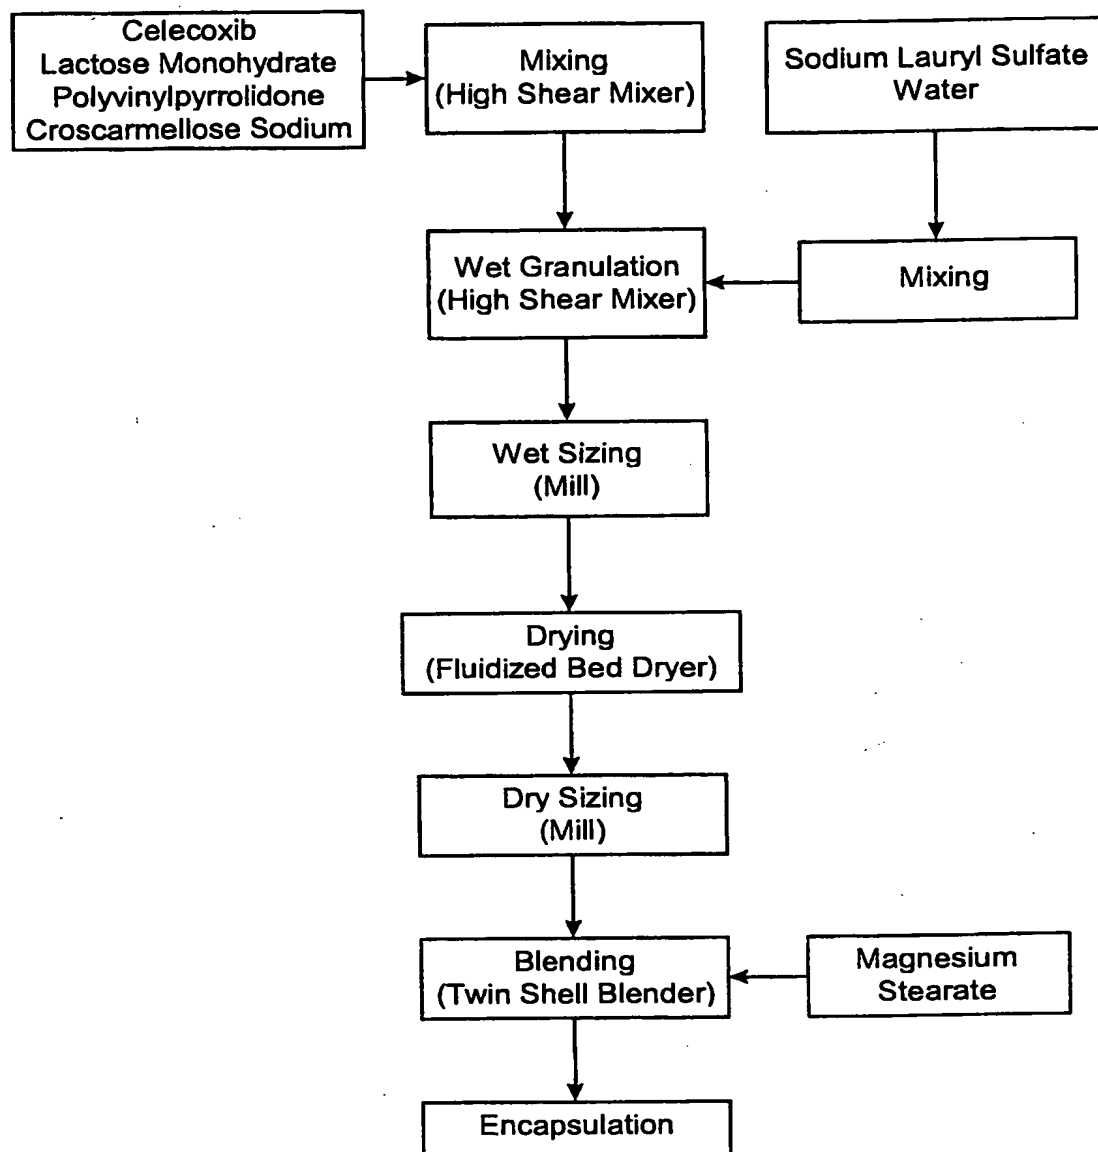 Celecoxib
Lactose Monohydrate
Polyvinylpyrrolidone
Croscarmellose Sodium
Mixing
(High Shear Mixer)
Sodium Lauryl Sulfate
Water
Wet Granulation
(High Shear Mixer)
Mixing
Wet Sizing
(Mill)
Drying
(Fluidized Bed Dryer)
Dry Sizing
(Mill)
Blending
(Twin Shell Blender)
Magnesium
Stearate
Encapsulation